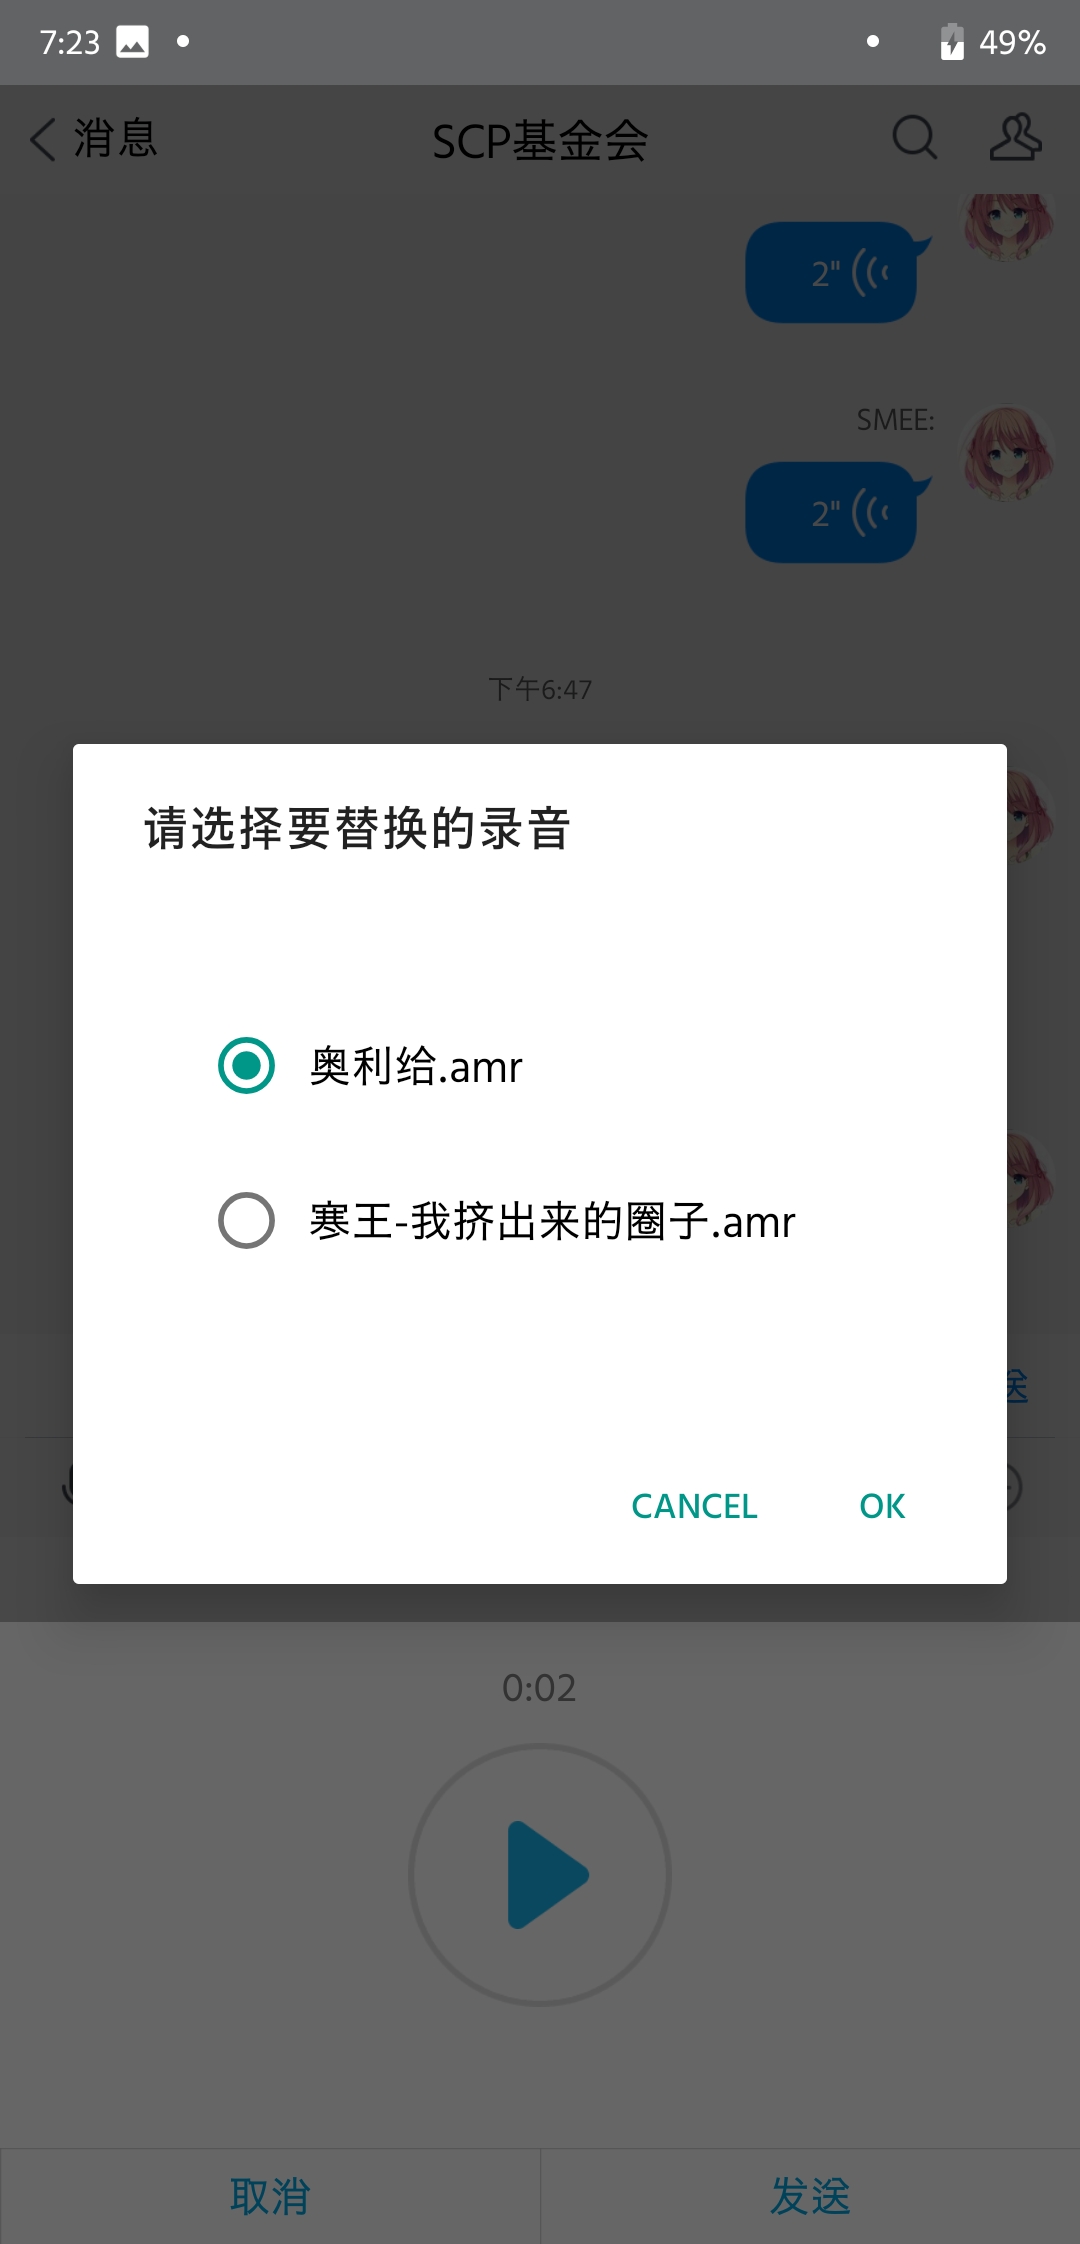 7:23
49%
消息
SCP基金会
2"
SMEE:
2"
下午6:47
请选择要替换的录音
奥利给.amr
寒王-我挤出来的圈子.amr
送
CANCEL
OK
0:02
取消
发送